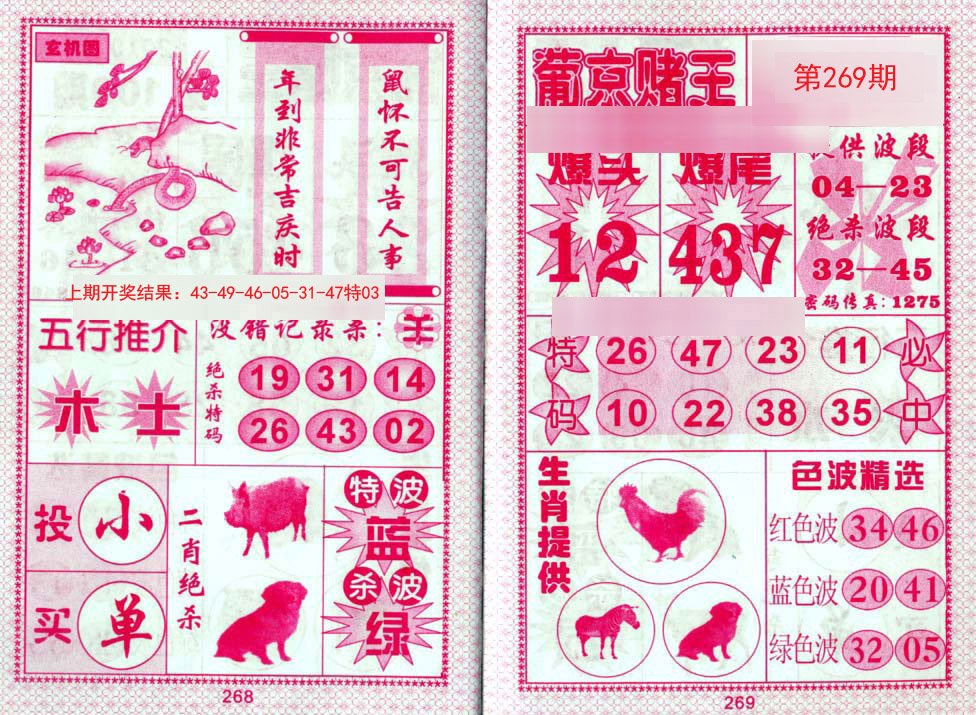 玄机图
年到非常吉庆时
鼠怀不可告人事
上期开奖结果：43-49-46-05-31-47特03
五行推介
木 土
没错记录杀：羊
绝杀特码
19 31 14
26 43 02
投 小
买 单
二肖绝杀
特波
蓝
杀波
绿
268
葡京赌王
第269期
爆头
12
爆尾
437
供波段
04—23
绝杀波段
32—45
密码传真：1275
特码
26 47 23 11
10 22 38 35
必中
生肖提供
色波精选
红色波 34 46
蓝色波 20 41
绿色波 32 05
269